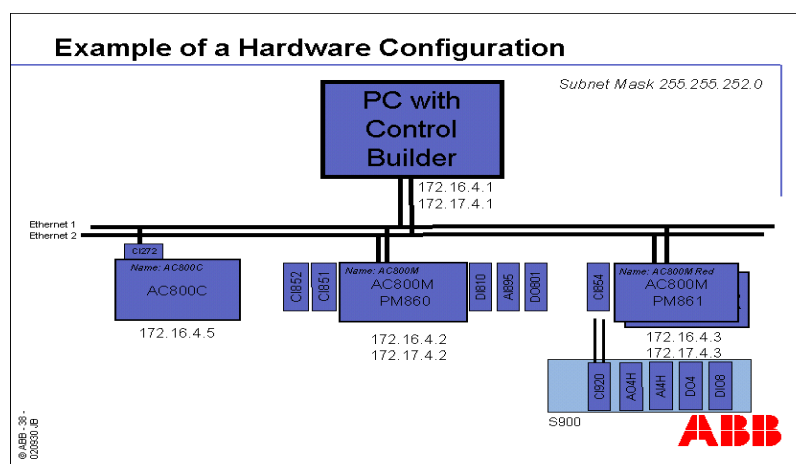 Example of a Hardware Configuration
Subnet Mask 255.255.252.0
PC with
Control
Builder
172.16.4.1
172.17.4.1
Ethernet 1
Ethernet 2
CI272
Name: AC800C
AC800C
172.16.4.5
CI852
CI851
Name: AC800M
AC800M
PM860
172.16.4.2
172.17.4.2
DI810
AI895
DO801
CI854
Name: AC800M Red
AC800M
PM861
172.16.4.3
172.17.4.3
CI920
AO4H
AI4H
DO4
DIO8
S900
© ABB - 38 -
020930 JB
ABB